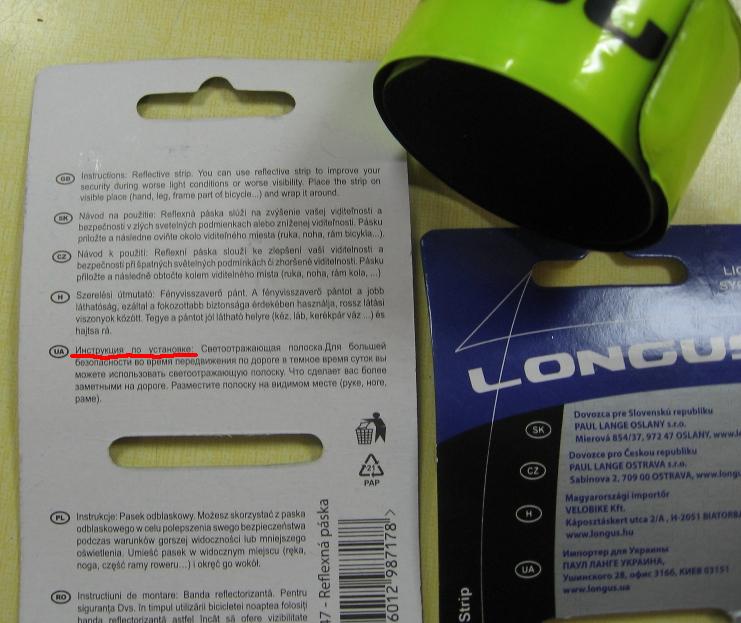 GB Instructions: Reflective strip. You can use reflective strip to improve your
security during worse light conditions or worse visibility. Place the strip on
visible place (hand, leg, frame part of bicycle...) and wrap it around.
SK Návod na použitie: Reflexná páska slúži na zvýšenie vašej viditeľnosti a
bezpečnosti v zlých svetelných podmienkach alebo zníženej viditeľnosti. Pásku
priložte a následne oviňte okolo viditeľného miesta (ruka, noha, rám bicykla...).
CZ Návod k použití: Reflexní páska slouží ke zlepšení vaší viditelnosti a
bezpečnosti při špatných světelných podmínkách či zhoršené viditelnosti. Pásku
přiložte a následně obtočte kolem viditelného místa (ruka, noha, rám kola, ...)
H Szerelési útmutató: Fényvisszaverő pánt. A fényvisszaverő pántot a jobb
láthatóság, ezáltal a fokozottabb biztonsága érdekében használja, rossz látási
viszonyok között. Tegye a pántot jól látható helyre (kéz, láb, kerékpár váz ...) és
hajtsa rá.
UA Инструкция по установке: Светоотражающая полоска.Для большей
безопасности во время передвижения по дороге в темное время суток вы
можете использовать светоотражающую полоску. Что сделает вас более
заметными на дороге. Разместите полоску на видимом месте (руке, ноге,
раме).
21
PAP
PL Instrukcje: Pasek odblaskowy. Możesz skorzystać z paska
odblaskowego w celu polepszenia swego bezpieczeństwa
podczas warunków gorszej widoczności lub mniejszego
oświetlenia. Umieść pasek w widocznym miejscu (ręka,
noga, część ramy roweru...) i okręć go wokół.
RO Instructiuni de montare: Banda reflectorizantă. Pentru
siguranța Dvs. în timpul utilizării bicicletei noaptea folosiți
banda reflectorizantă astfel încât să ofere vizibilitate
47 - Reflexná páska
6012 987178 >
LONGUS
SK Dovozca pre Slovenskú republiku
PAUL LANGE OSLANY s.r.o.
Mierová 854/37, 972 47 OSLANY,
CZ Dovozce pro Českou republiku
PAUL LANGE OSTRAVA s.r.o.
Sabinova 2, 709 00 OSTRAVA,
H Magyarországi importőr
VELOBIKE Kft.
Káposztáskert utca 2/A , H-2051
www.longus.hu
UA Импортер для Украины
ПАУЛ ЛАНГЕ УКРАИНА,
Ушинского 28, офис 3166, КИЕВ 03151
www.longus.ua
Strip